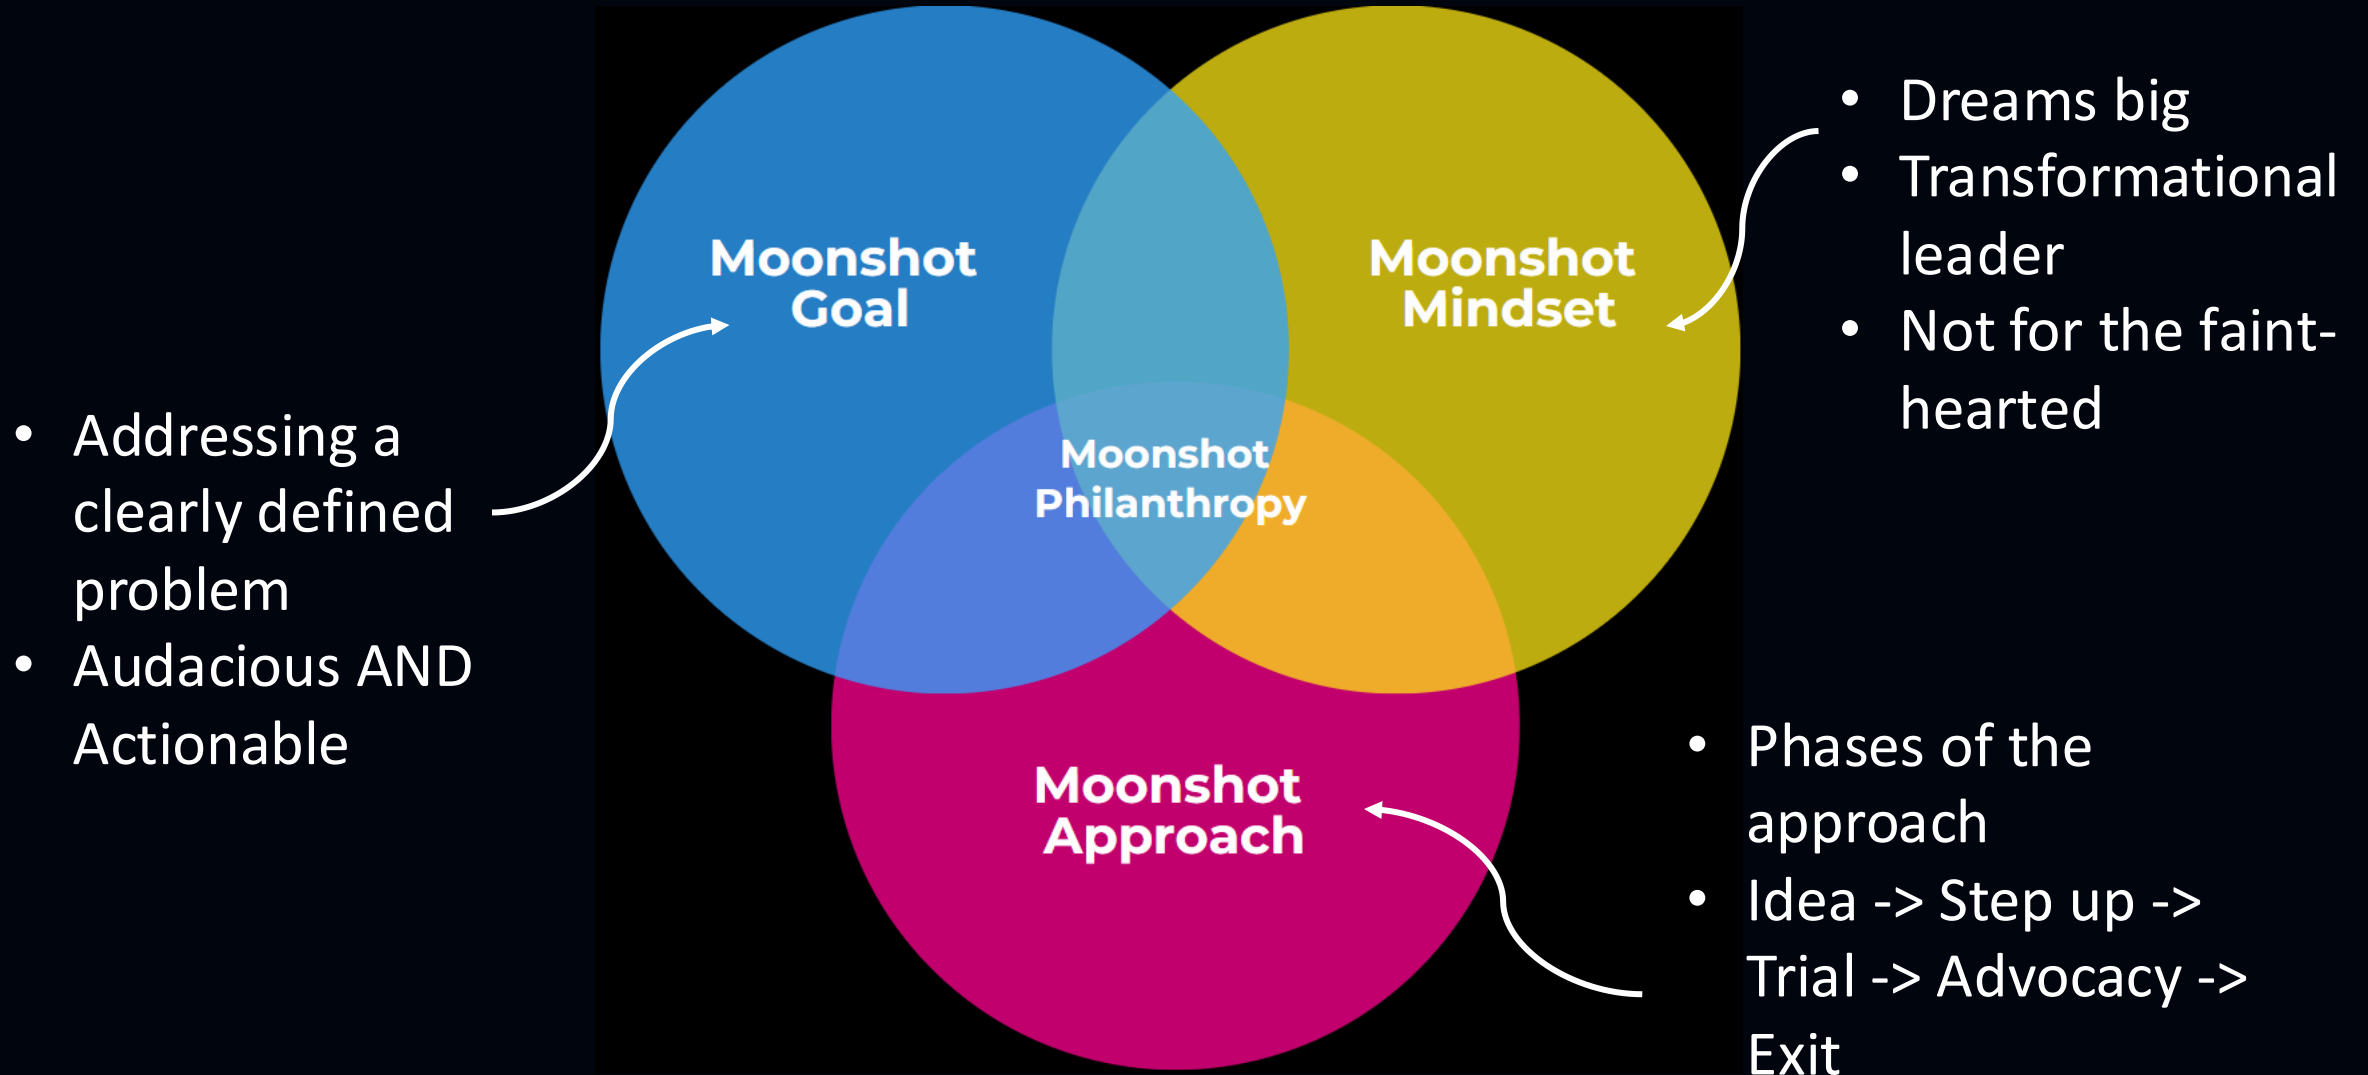 Moonshot
Goal
Moonshot
Mindset
Moonshot
Philanthropy
Moonshot
Approach
• Addressing a
clearly defined
problem
• Audacious AND
Actionable
• Dreams big
• Transformational
leader
• Not for the faint-
hearted
• Phases of the
approach
• Idea -> Step up ->
Trial -> Advocacy ->
Exit